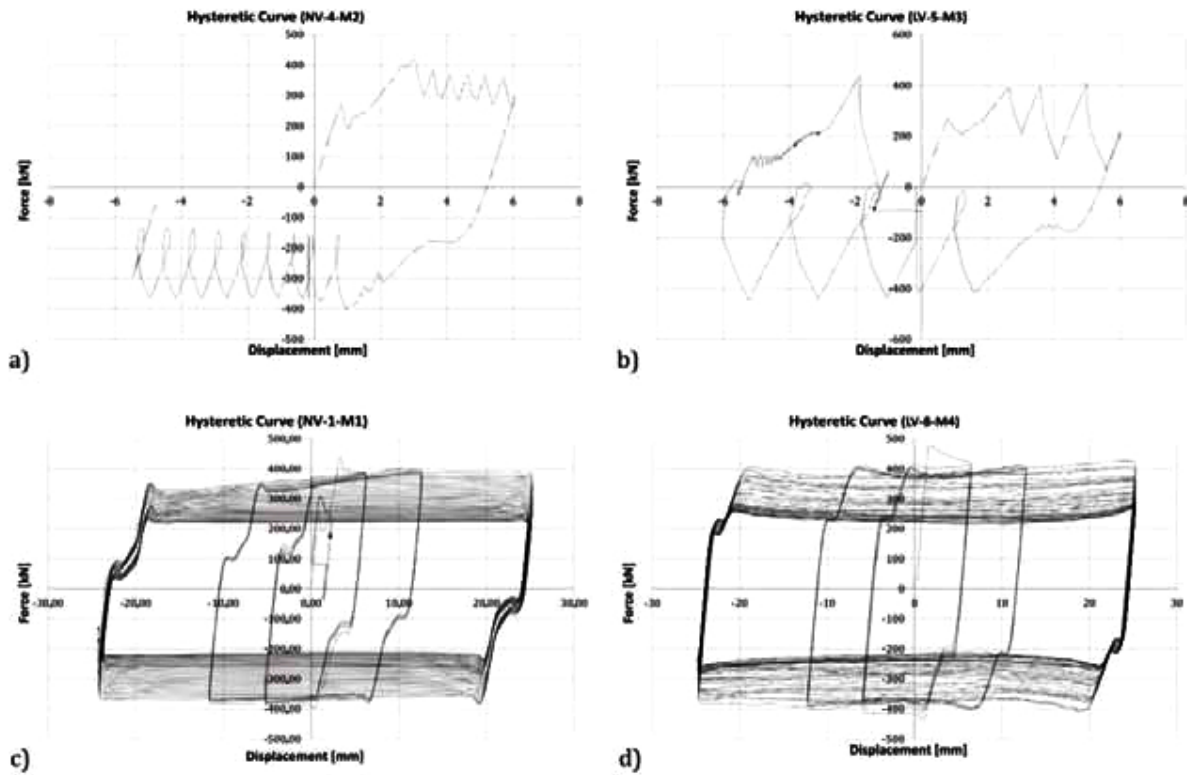 Hysteretic Curve (NV-4-M2)
500
400
300
200
100
0
-8 -6 -4 -2 0 2 4 6 8
-100
-200
-300
-400
-500
Force [kN]
Displacement [mm]
a)
Hysteretic Curve (LV-5-M3)
600
400
200
0
-8 -6 -4 -2 0 2 4 6 8
-200
-400
-600
Force [kN]
Displacement [mm]
b)
Hysteretic Curve (NV-1-M1)
500,00
400,00
300,00
200,00
100,00
0,00
-30,00 -20,00 -10,00 0,00 10,00 20,00 30,00
-100,00
-200,00
-300,00
-400,00
-500,00
Force [kN]
Displacement [mm]
c)
Hysteretic Curve (LV-6-M4)
500
400
300
200
100
0
-30 -20 -10 0 10 20 30
-100
-200
-300
-400
-500
Force [kN]
Displacement [mm]
d)